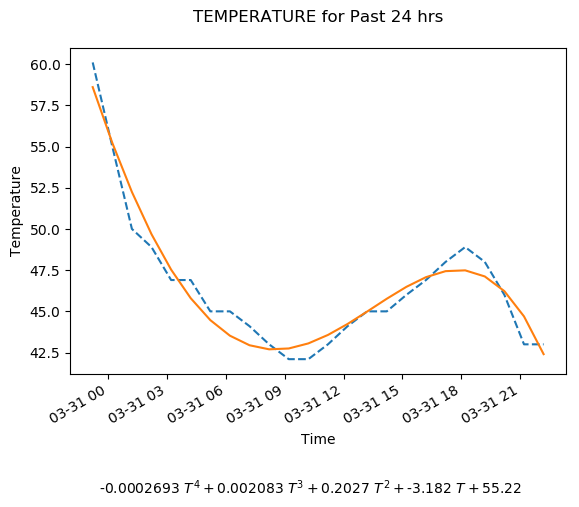 TEMPERATURE for Past 24 hrs
60.0
57.5
55.0
52.5
50.0
47.5
45.0
42.5
Temperature
03-31 00 03-31 03 03-31 06 03-31 09 03-31 12 03-31 15 03-31 18 03-31 21
Time
-0.0002693 T⁴ + 0.002083 T³ + 0.2027 T² + -3.182 T + 55.22